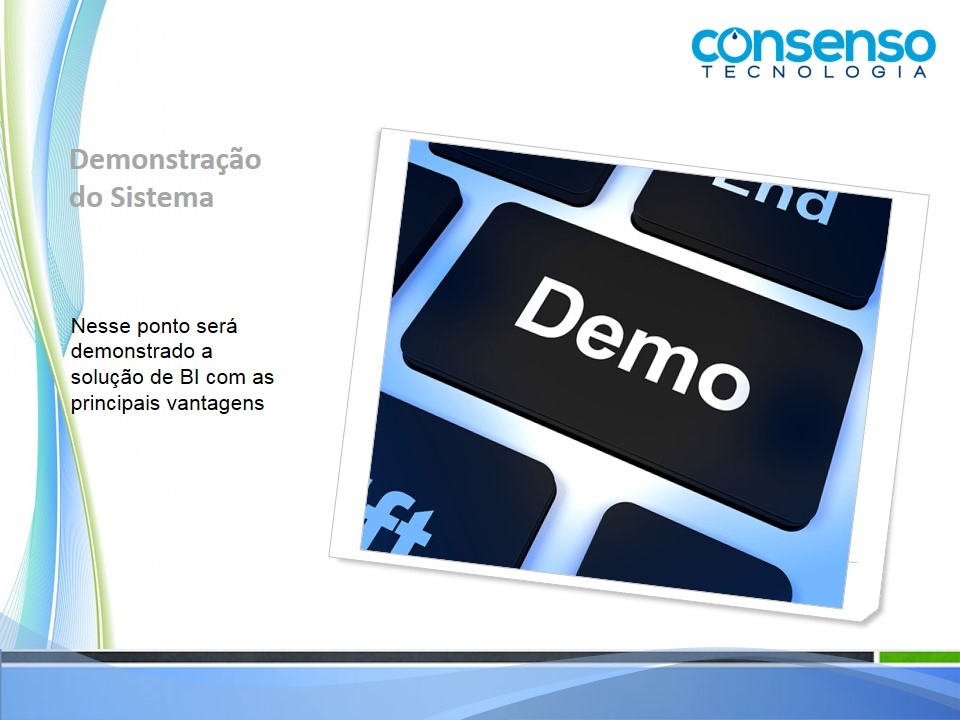 consenso
TECNOLOGIA
Demonstração
do Sistema
Nesse ponto será
demonstrado a
solução de BI com as
principais vantagens
End
Demo
ft